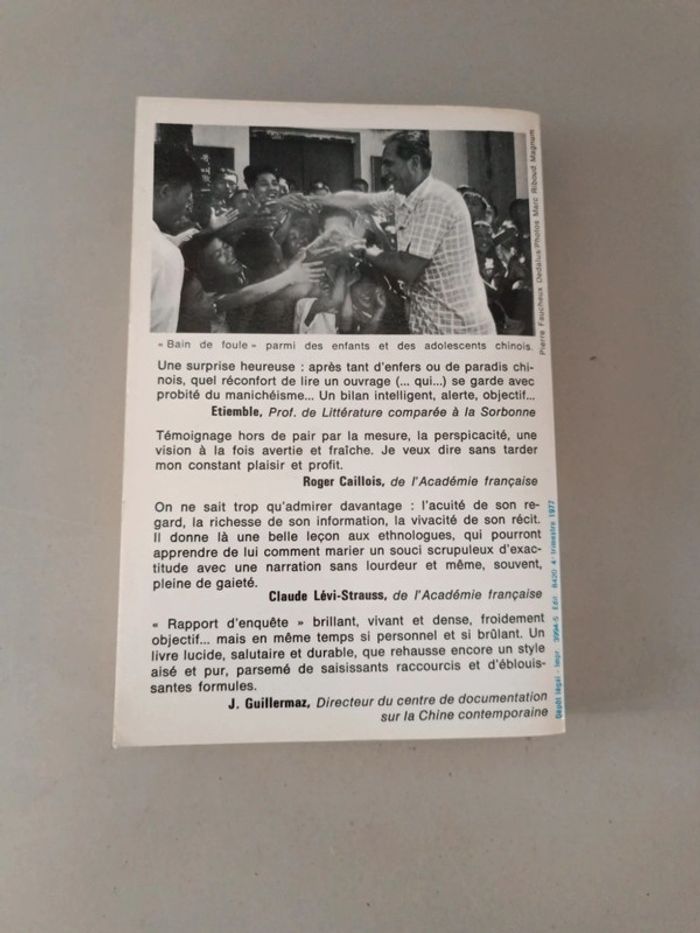 « Bain de foule » parmi des enfants et des adolescents chinois.
Une surprise heureuse : après tant d'enfers ou de paradis chi-
nois, quel réconfort de lire un ouvrage (... qui...) se garde avec
probité du manichéisme... Un bilan intelligent, alerte, objectif...
Etiemble, Prof. de Littérature comparée à la Sorbonne
Témoignage hors de pair par la mesure, la perspicacité, une
vision à la fois avertie et fraîche. Je veux dire sans tarder
mon constant plaisir et profit.
Roger Caillois, de l'Académie française
On ne sait trop qu'admirer davantage : l'acuité de son re-
gard, la richesse de son information, la vivacité de son récit.
Il donne là une belle leçon aux ethnologues, qui pourront
apprendre de lui comment marier un souci scrupuleux d'exac-
titude avec une narration sans lourdeur et même, souvent,
pleine de gaieté.
Claude Lévi-Strauss, de l'Académie française
« Rapport d'enquête » brillant, vivant et dense, froidement
objectif... mais en même temps si personnel et si brûlant. Un
livre lucide, salutaire et durable, que rehausse encore un style
aisé et pur, parsemé de saisissants raccourcis et d'éblouis-
santes formules.
J. Guillermaz, Directeur du centre de documentation
sur la Chine contemporaine
Pierre Faucheux Dedalus/Photos Marc Riboud Magnum
Dépôt légal - Impr. 3994-5 Edit. 8420 4e trimestre 1977